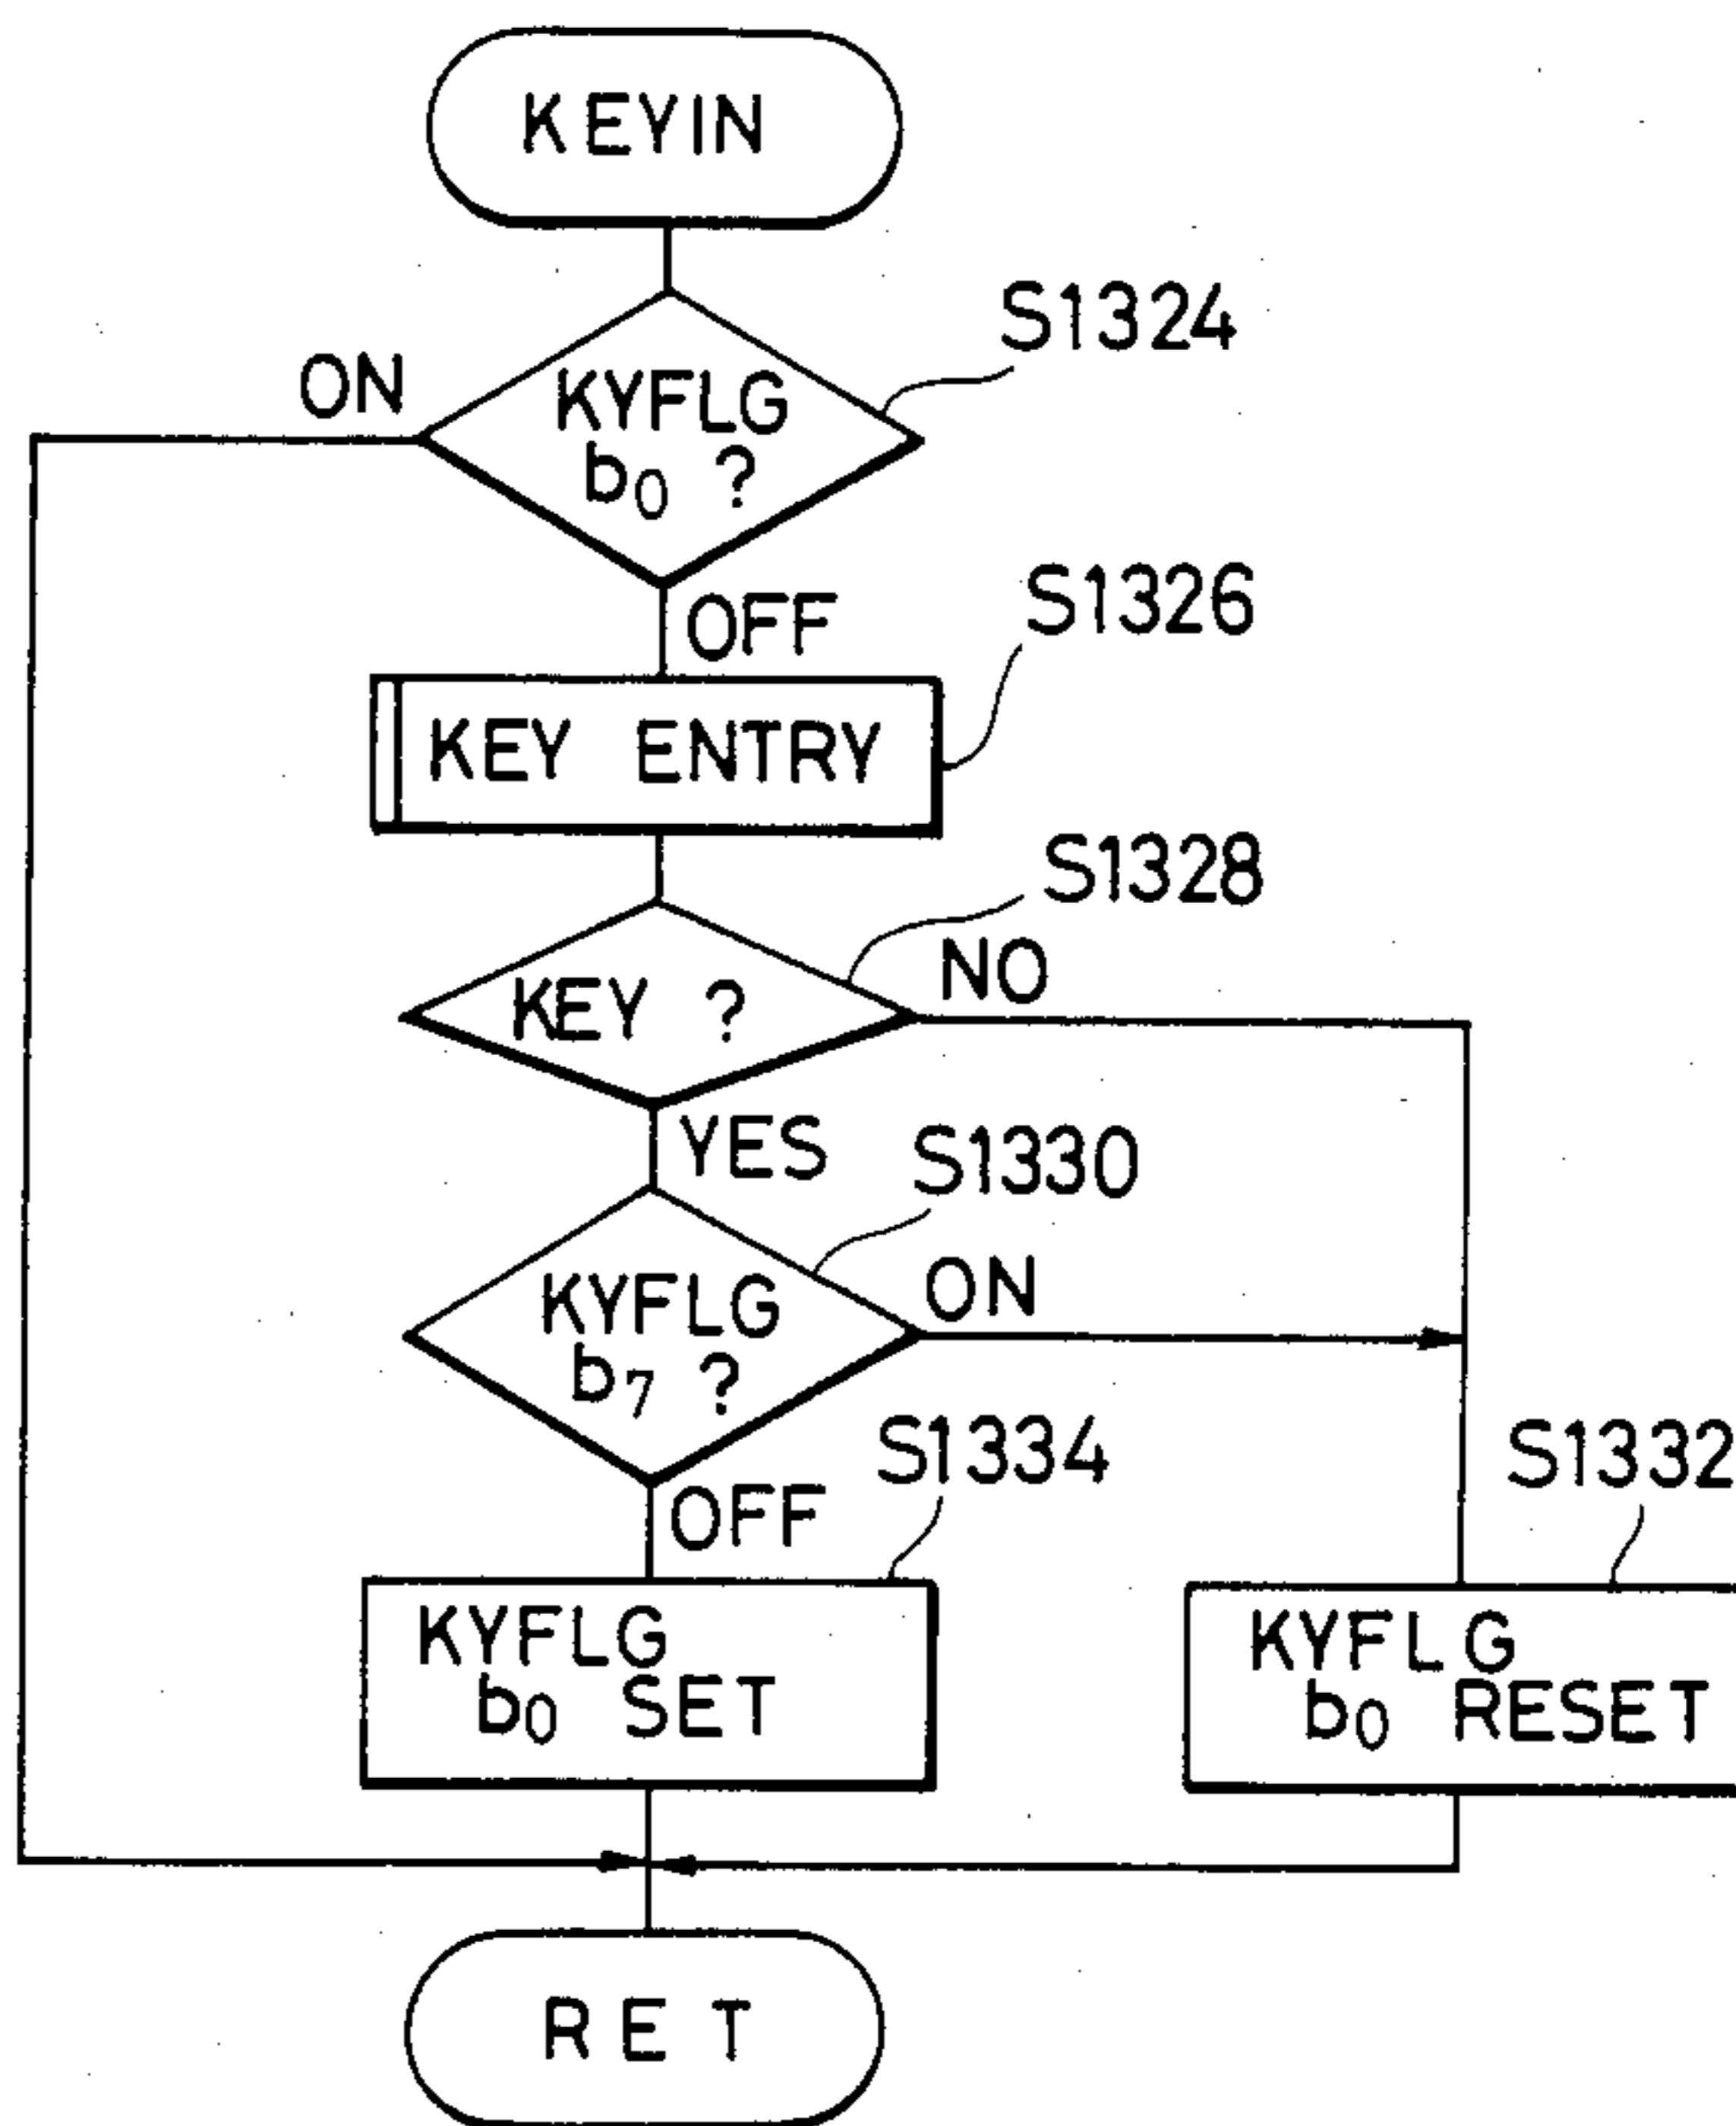 KEYIN
S1324
ON
KYFLG
b₀ ?
OFF
S1326
KEY ENTRY
S1328
KEY ?
NO
YES
S1330
KYFLG
b₇ ?
ON
S1334
OFF
S1332
KYFLG
b₀ SET
KYFLG
b₀ RESET
RET